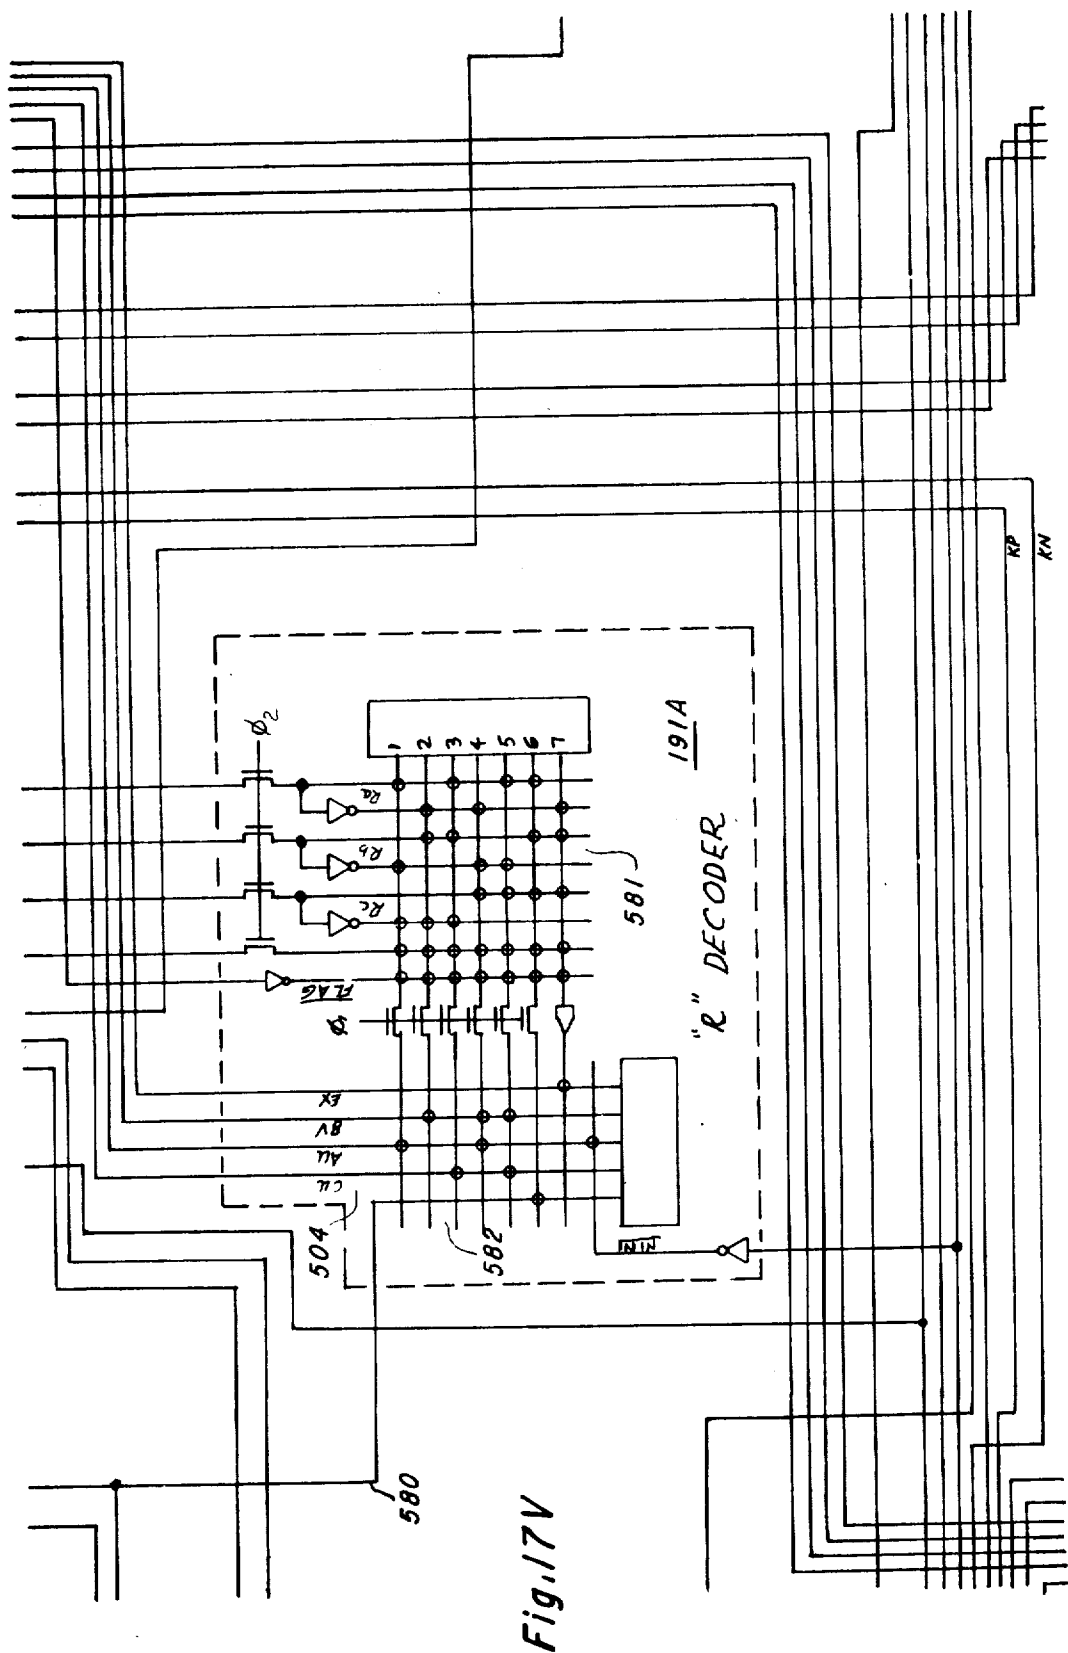 KP
KN
ϕ2
1
2
3
4
5
6
7
191A
Ra
Rb
Rc
FLAG
581
"R" DECODER
ϕ1
EX
BV
AU
CU
504
582
ININ
580
Fig. 17V